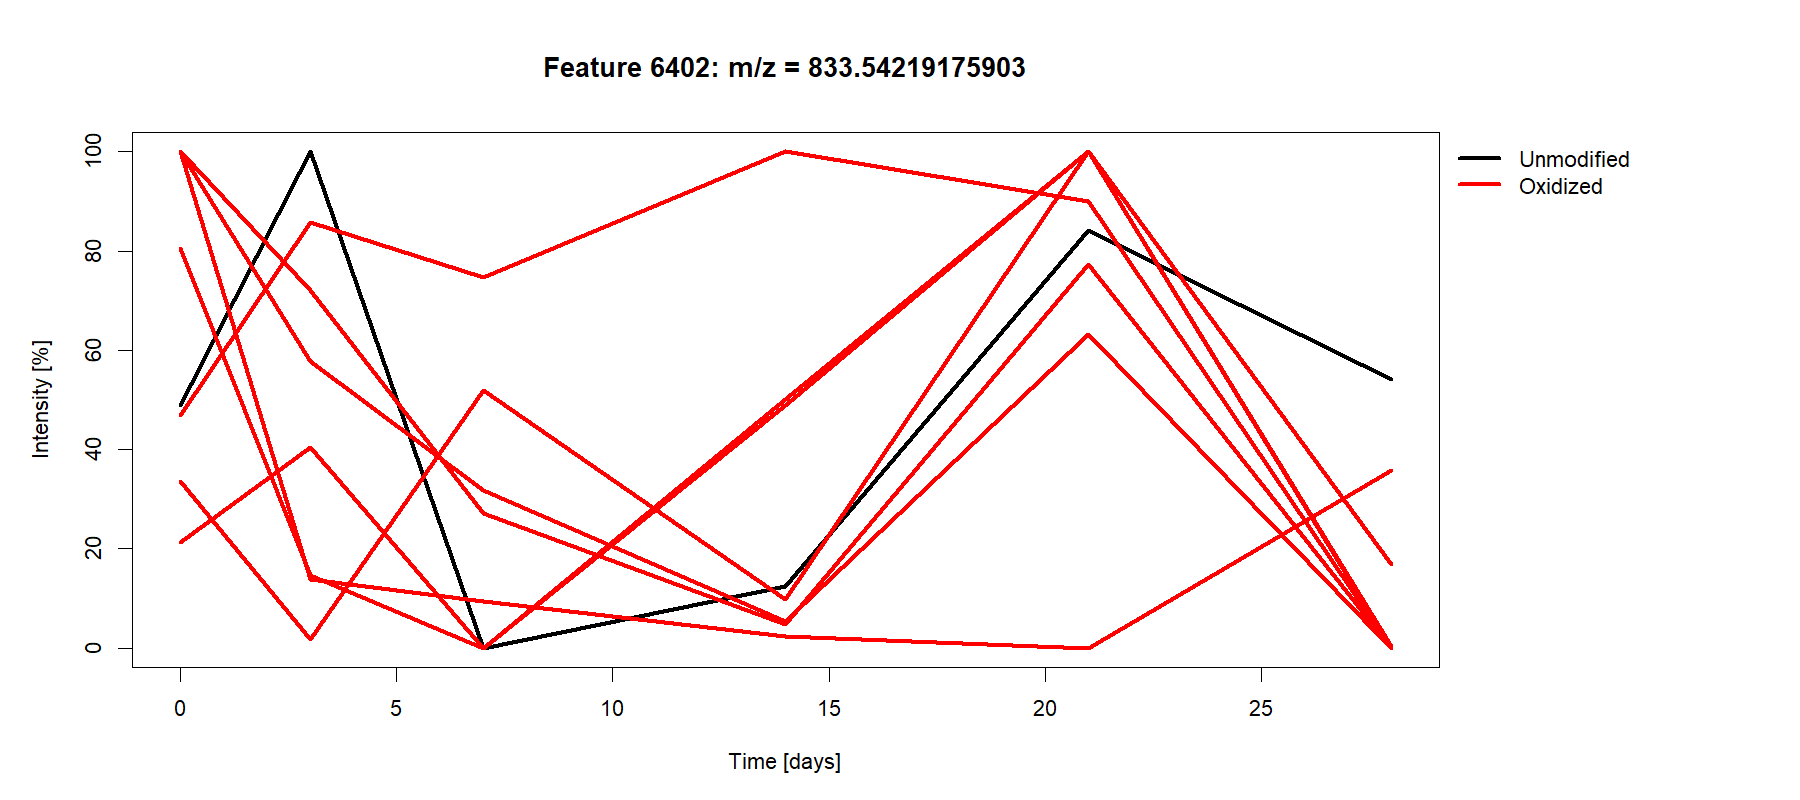 Feature 6402: m/z = 833.54219175903
Unmodified
Oxidized
Intensity [%]
100
80
60
40
20
0
0 5 10 15 20 25
Time [days]